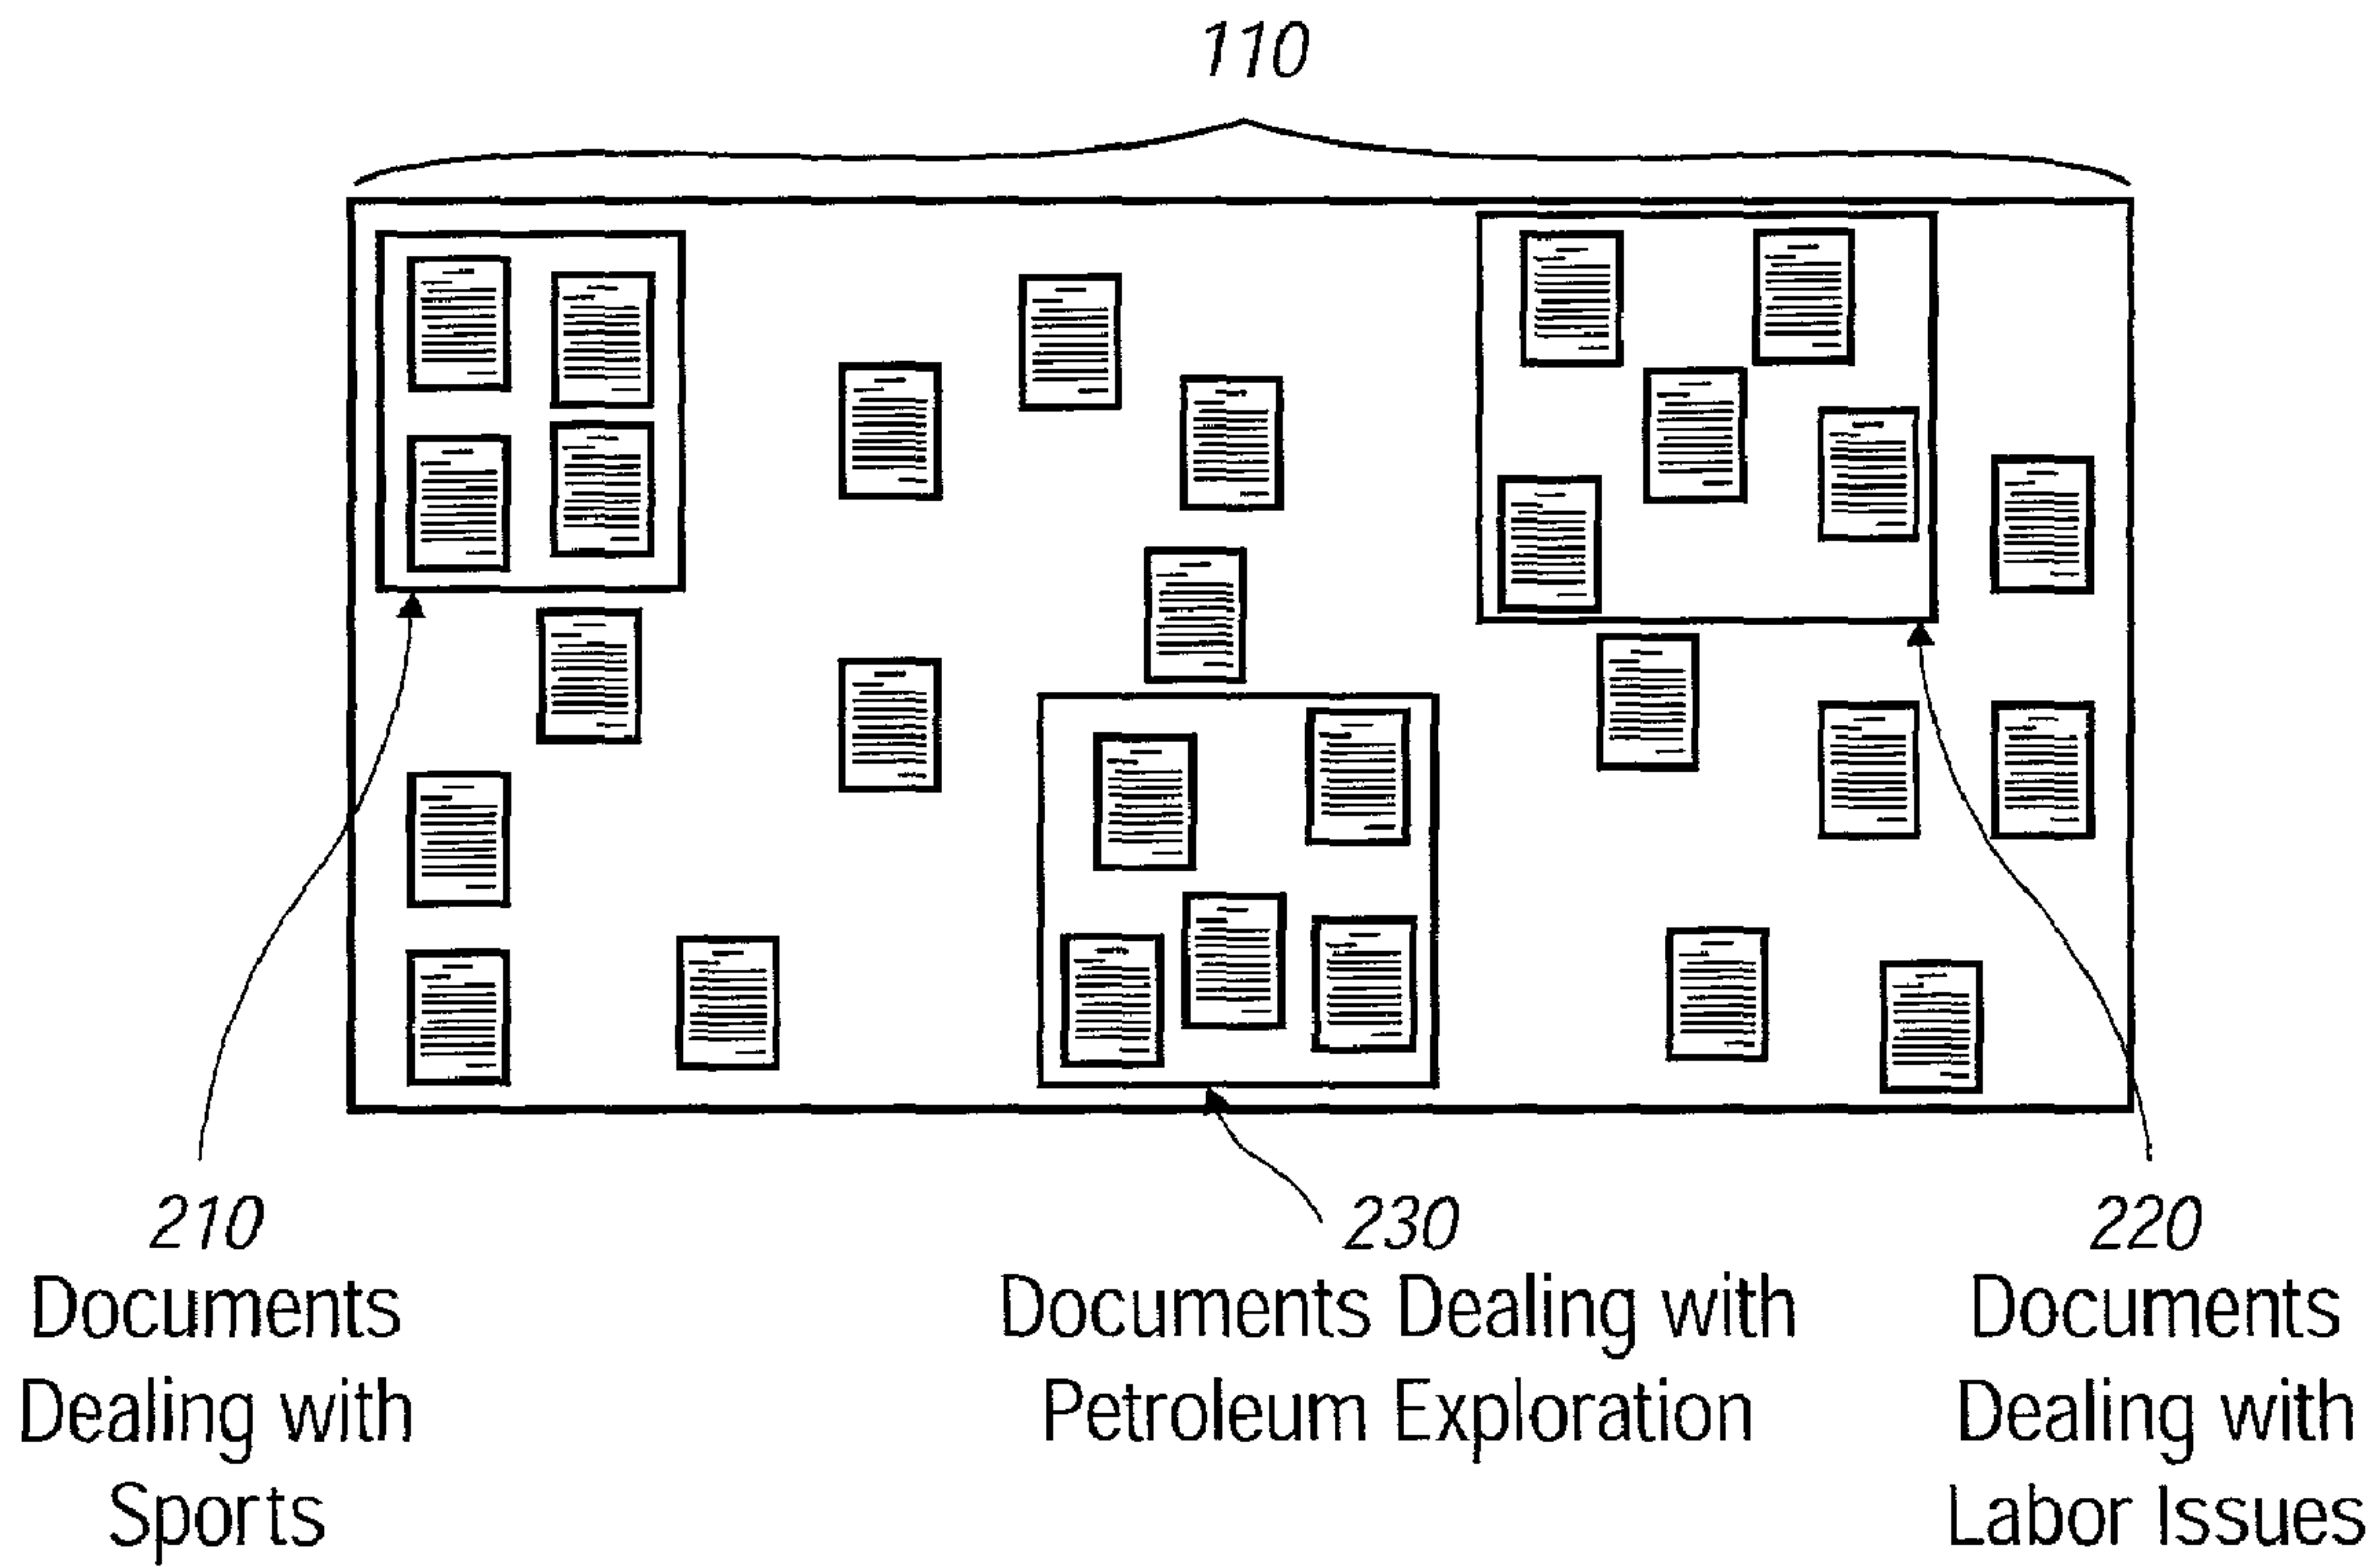 110
210
Documents
Dealing with
Sports
230
Documents Dealing with
Petroleum Exploration
220
Documents
Dealing with
Labor Issues